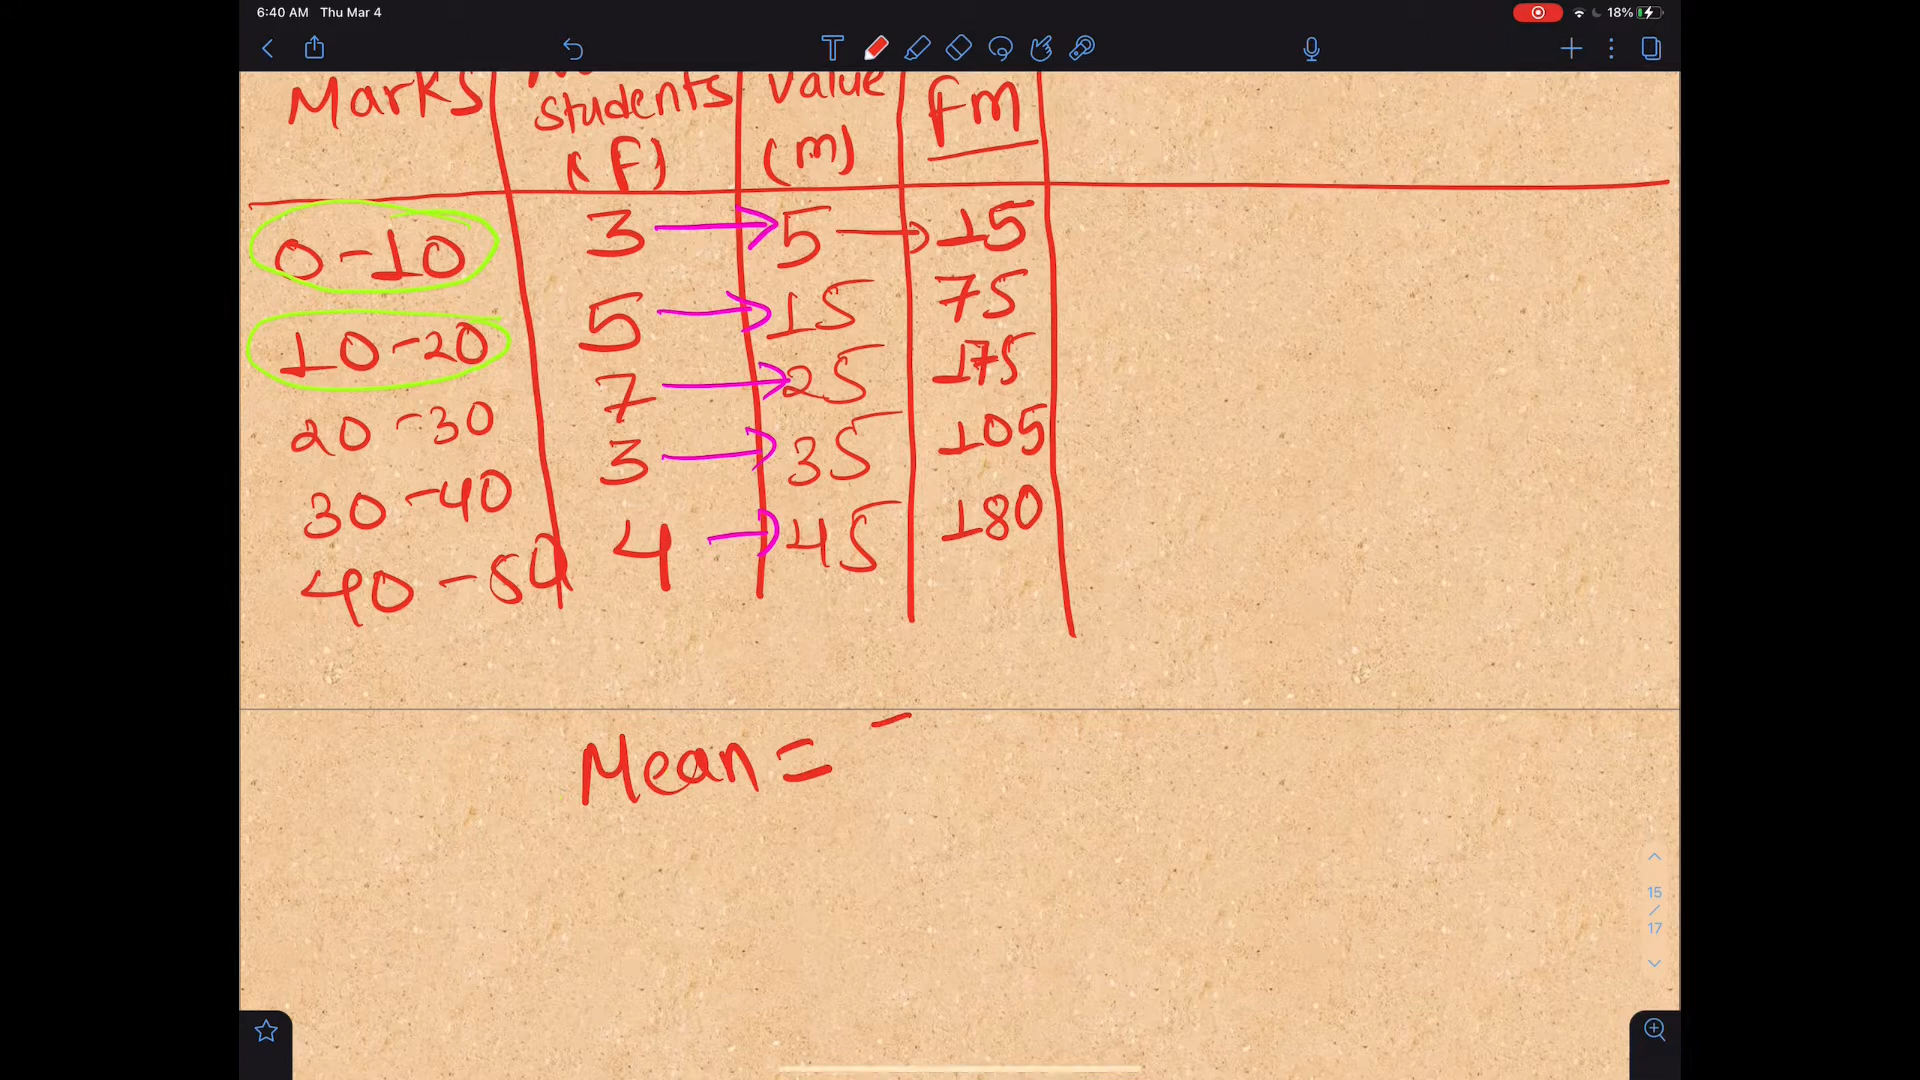 6:40 AM Thu Mar 4
18%
Marks students value fm
(F) (m)
0-10 3 5 15
10-20 5 15 75
20-30 7 25 175
30-40 3 35 105
40-50 4 45 180
Mean =
15
/
17